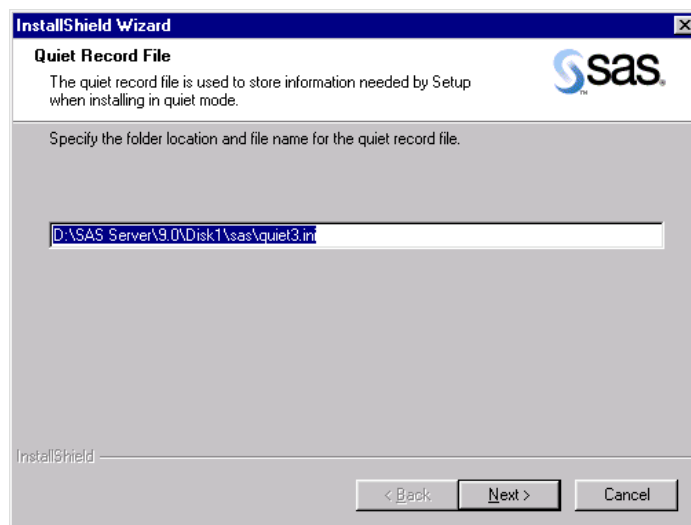 InstallShield Wizard
Quiet Record File
The quiet record file is used to store information needed by Setup
when installing in quiet mode.
sas.
TM
Specify the folder location and file name for the quiet record file.
D:\SAS Server\9.0\Disk1\sas\quiet3.ini
InstallShield
< Back
Next >
Cancel